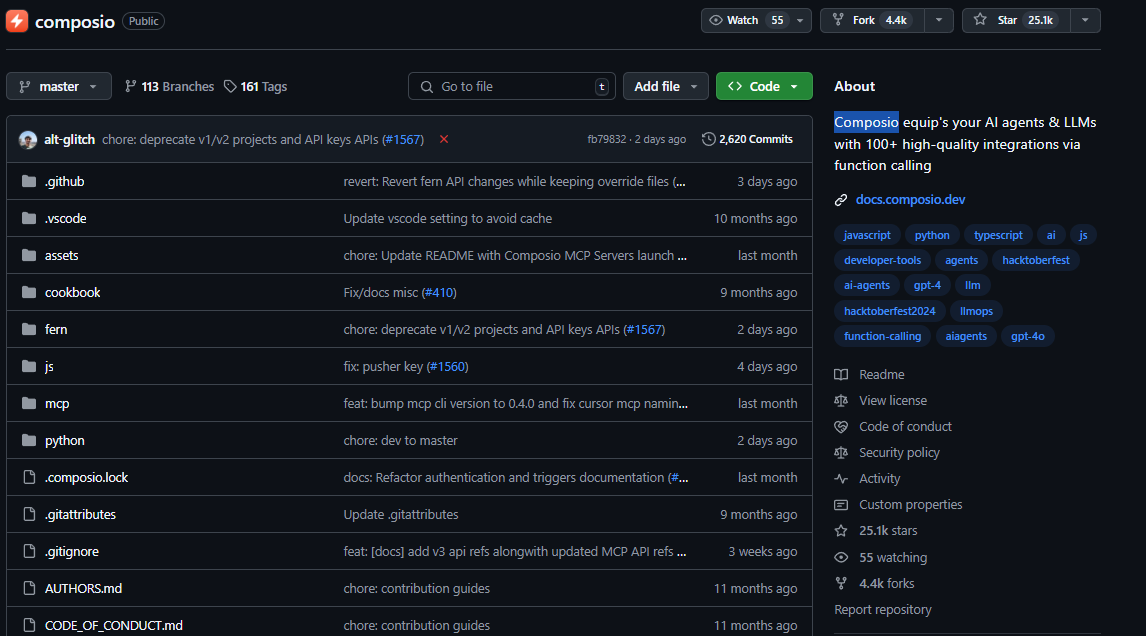 composio Public
Watch 55
Fork 4.4k
Star 25.1k
master 113 Branches 161 Tags
Go to file t
Add file
Code
alt-glitch chore: deprecate v1/v2 projects and API keys APIs (#1567) fb79832 · 2 days ago 2,620 Commits
.github revert: Revert fern API changes while keeping override files (... 3 days ago
.vscode Update vscode setting to avoid cache 10 months ago
assets chore: Update README with Composio MCP Servers launch ... last month
cookbook Fix/docs misc (#410) 9 months ago
fern chore: deprecate v1/v2 projects and API keys APIs (#1567) 2 days ago
js fix: pusher key (#1560) 4 days ago
mcp feat: bump mcp cli version to 0.4.0 and fix cursor mcp namin... last month
python chore: dev to master 2 days ago
.composio.lock docs: Refactor authentication and triggers documentation (#... last month
.gitattributes Update .gitattributes 9 months ago
.gitignore feat: [docs] add v3 api refs alongwith updated MCP API refs ... 3 weeks ago
AUTHORS.md chore: contribution guides 11 months ago
CODE_OF_CONDUCT.md chore: contribution guides 11 months ago
About
Composio equip's your AI agents & LLMs
with 100+ high-quality integrations via
function calling
docs.composio.dev
javascript python typescript ai js
developer-tools agents hacktoberfest
ai-agents gpt-4 llm
hacktoberfest2024 llmops
function-calling aiagents gpt-4o
Readme
View license
Code of conduct
Security policy
Activity
Custom properties
25.1k stars
55 watching
4.4k forks
Report repository